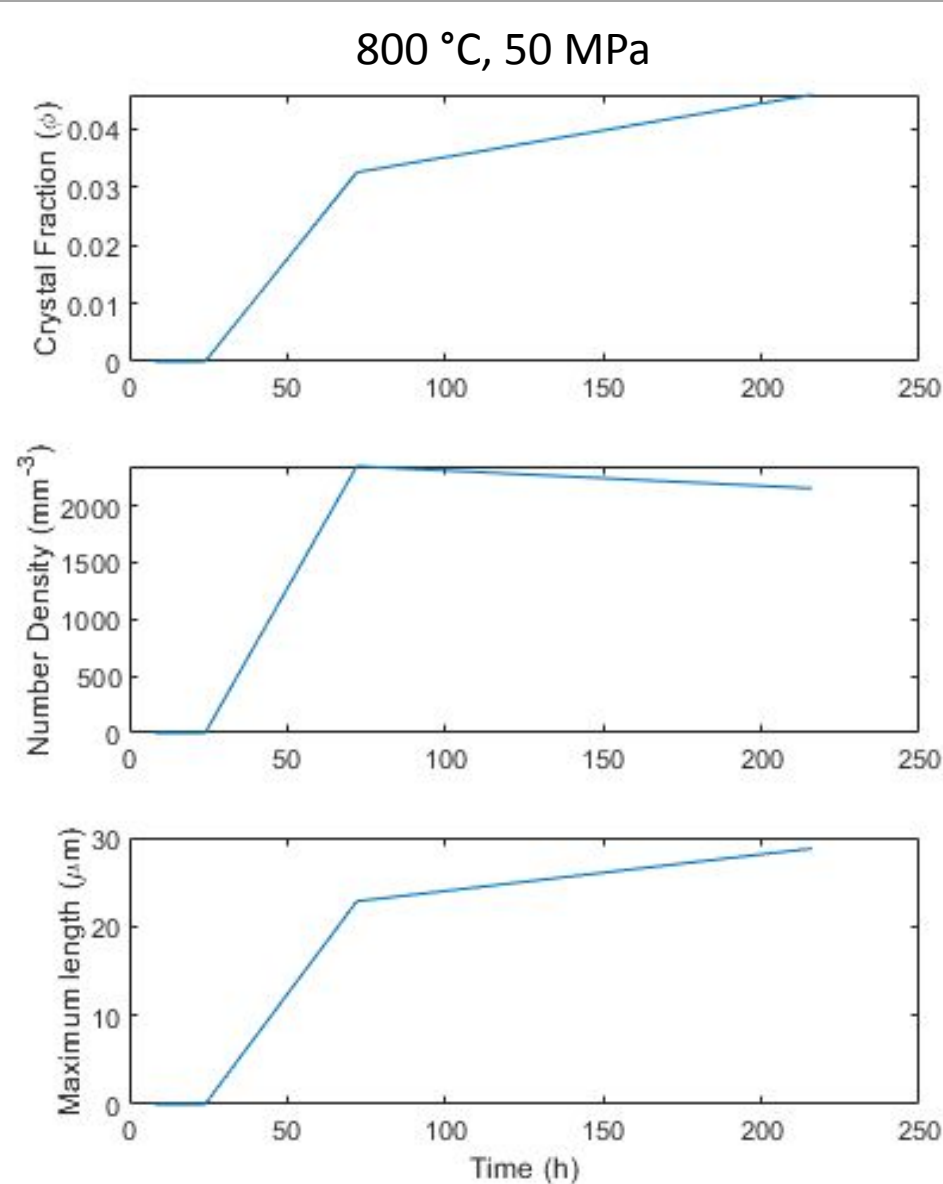 800 °C, 50 MPa
Crystal Fraction (ϕ)
0.04
0.03
0.02
0.01
0
0 50 100 150 200 250
Number Density (mm⁻³)
2000
1500
1000
500
0
0 50 100 150 200 250
Maximum length (μm)
30
20
10
0
0 50 100 150 200 250
Time (h)